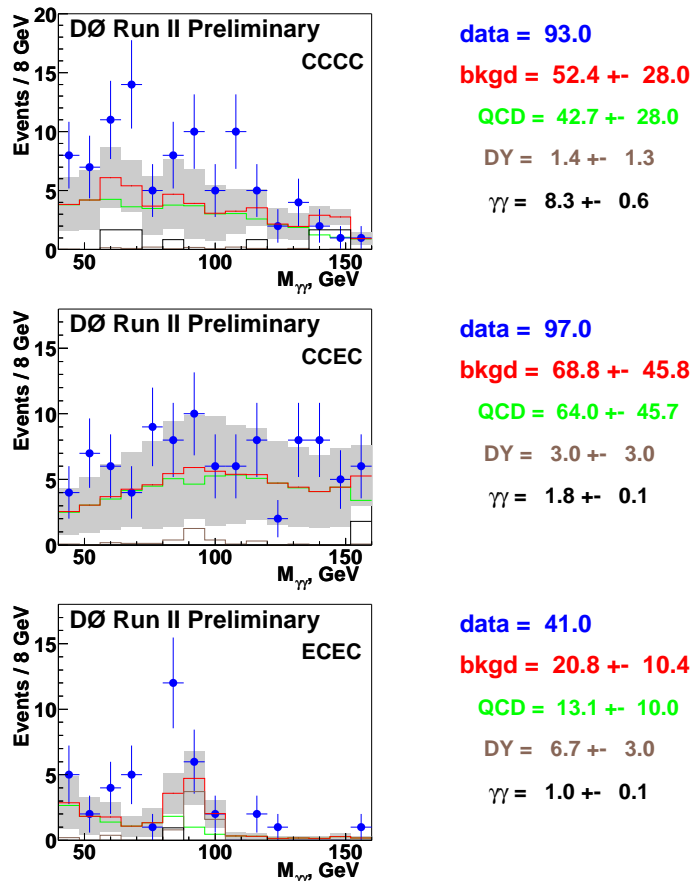 DØ Run II Preliminary
CCCC
Events / 8 GeV
20
15
10
5
0
50
100
150
Mγγ, GeV
data = 93.0
bkgd = 52.4 +- 28.0
QCD = 42.7 +- 28.0
DY = 1.4 +- 1.3
γγ = 8.3 +- 0.6
DØ Run II Preliminary
CCEC
Events / 8 GeV
15
10
5
0
50
100
150
Mγγ, GeV
data = 97.0
bkgd = 68.8 +- 45.8
QCD = 64.0 +- 45.7
DY = 3.0 +- 3.0
γγ = 1.8 +- 0.1
DØ Run II Preliminary
ECEC
Events / 8 GeV
15
10
5
0
50
100
150
Mγγ, GeV
data = 41.0
bkgd = 20.8 +- 10.4
QCD = 13.1 +- 10.0
DY = 6.7 +- 3.0
γγ = 1.0 +- 0.1